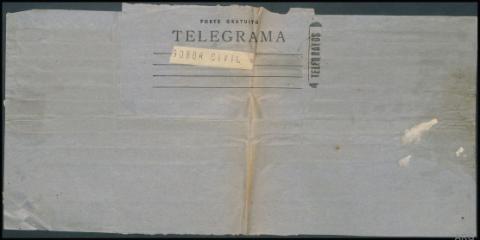 PORTE GRATUITO
TELEGRAMA
GOBOR CIVIL
TELEGRAFOS